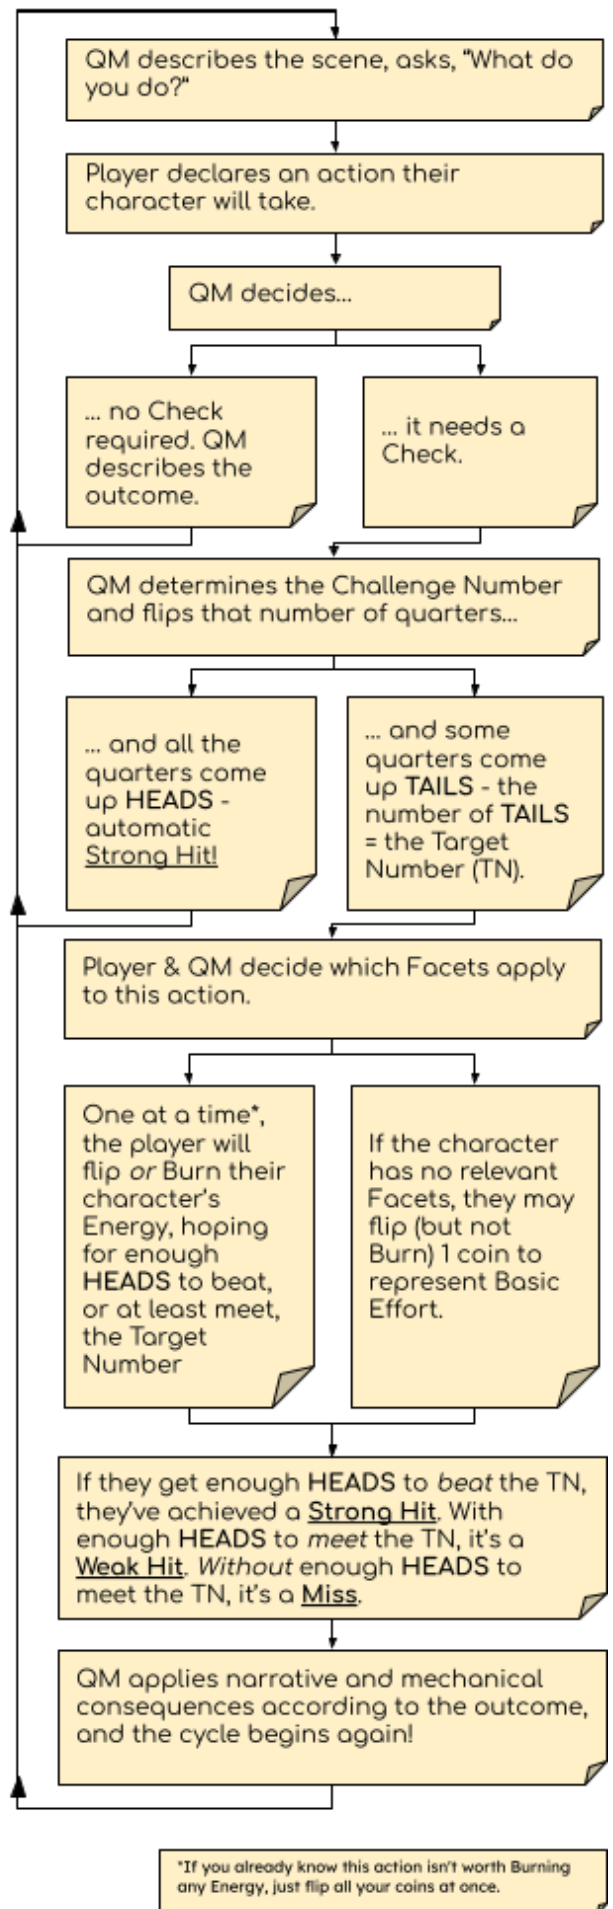 QM describes the scene, asks, "What do
you do?"
Player declares an action their
character will take.
QM decides...
... no Check
required. QM
describes the
outcome.
... it needs a
Check.
QM determines the Challenge Number
and flips that number of quarters...
... and all the
quarters come
up HEADS -
automatic
Strong Hit!
... and some
quarters come
up TAILS - the
number of TAILS
= the Target
Number (TN).
Player & QM decide which Facets apply
to this action.
One at a time*,
the player will
flip or Burn their
character's
Energy, hoping
for enough
HEADS to beat,
or at least meet,
the Target
Number
If the character
has no relevant
Facets, they may
flip (but not
Burn) 1 coin to
represent Basic
Effort.
If they get enough HEADS to beat the TN,
they've achieved a Strong Hit. With
enough HEADS to meet the TN, it's a
Weak Hit. Without enough HEADS to
meet the TN, it's a Miss.
QM applies narrative and mechanical
consequences according to the outcome,
and the cycle begins again!
*If you already know this action isn't worth Burning
any Energy, just flip all your coins at once.